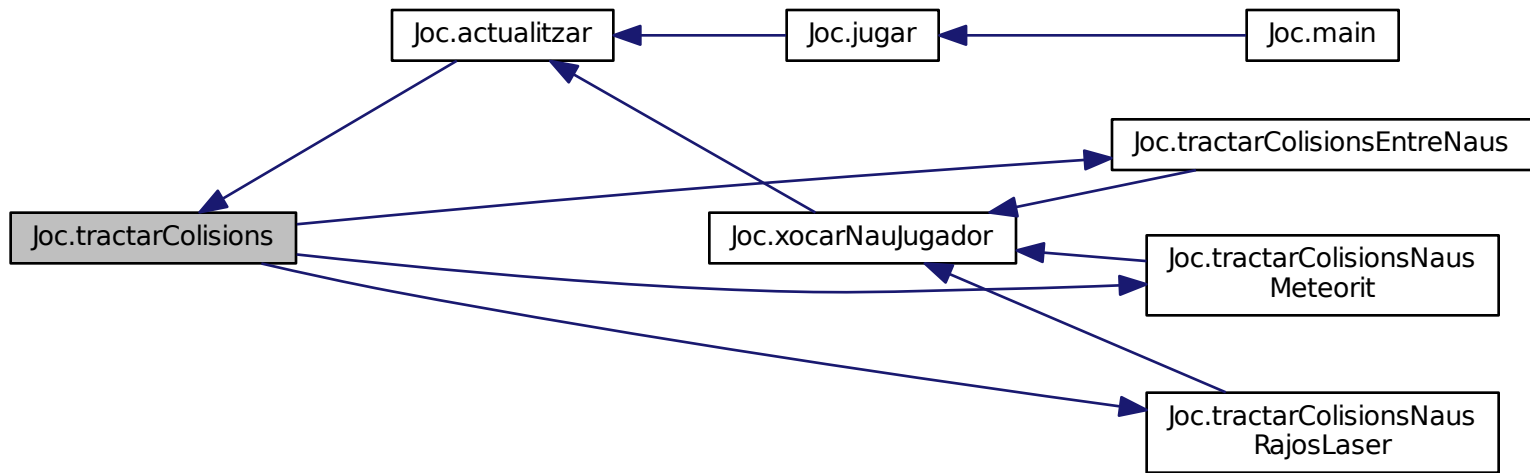 Joc.actualitzar
Joc.jugar
Joc.main
Joc.tractarColisionsEntreNaus
Joc.tractarColisions
Joc.xocarNauJugador
Joc.tractarColisionsNaus
Meteorit
Joc.tractarColisionsNaus
RajosLaser